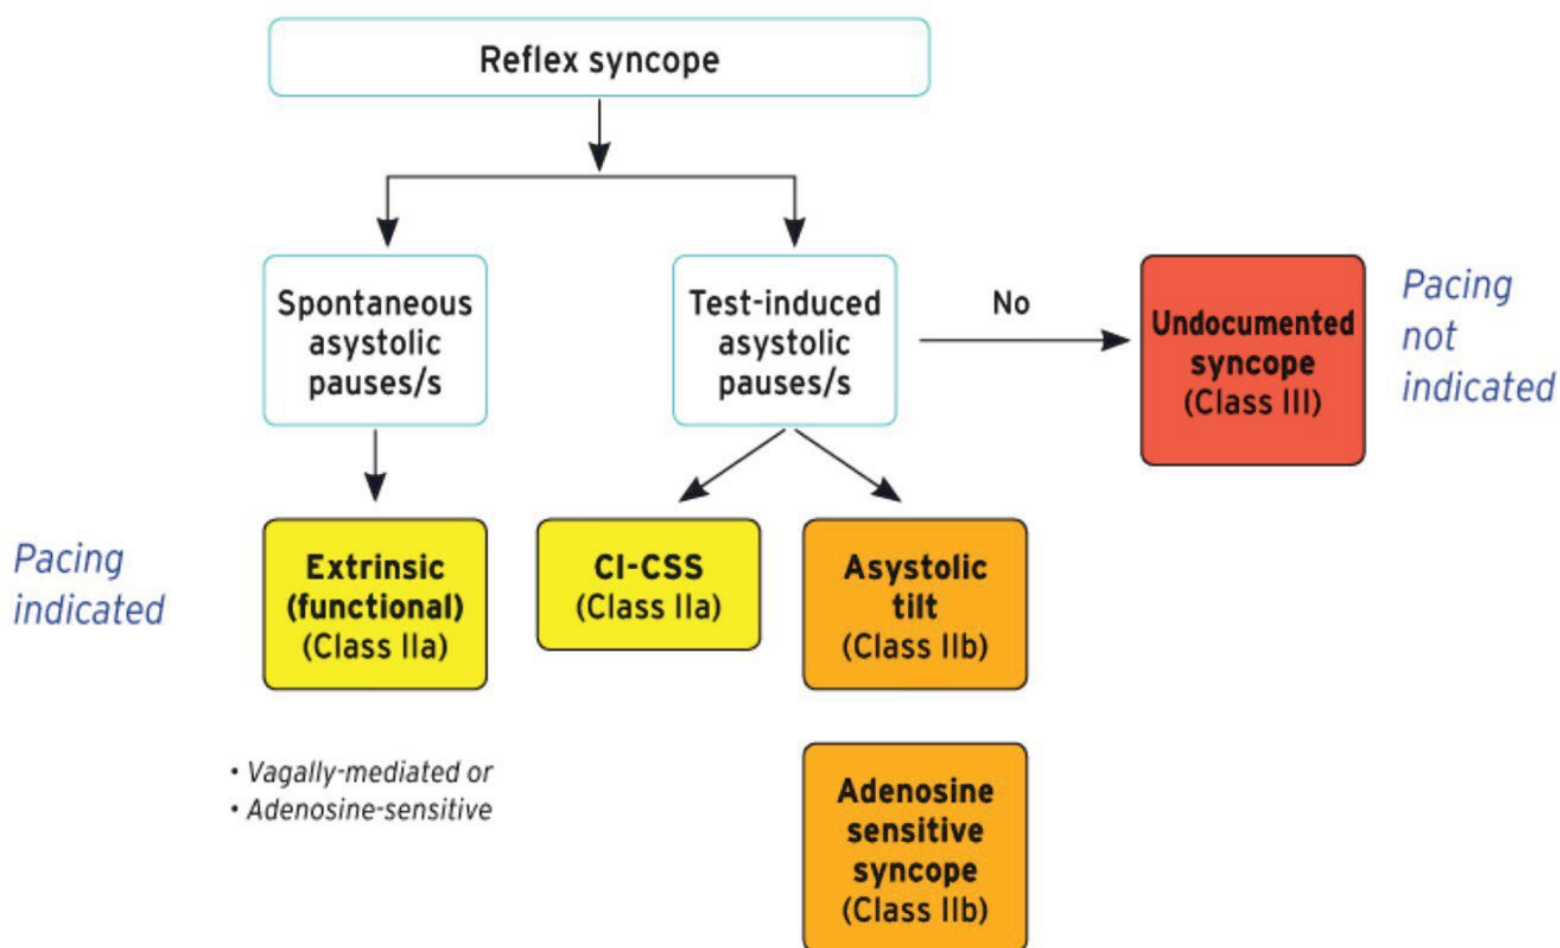 Reflex syncope
Spontaneous
asystolic
pauses/s
Test-induced
asystolic
pauses/s
No
Undocumented
syncope
(Class III)
Pacing
not
indicated
Pacing
indicated
Extrinsic
(functional)
(Class IIa)
CI-CSS
(Class IIa)
Asystolic
tilt
(Class IIb)
• Vagally-mediated or
• Adenosine-sensitive
Adenosine
sensitive
syncope
(Class IIb)